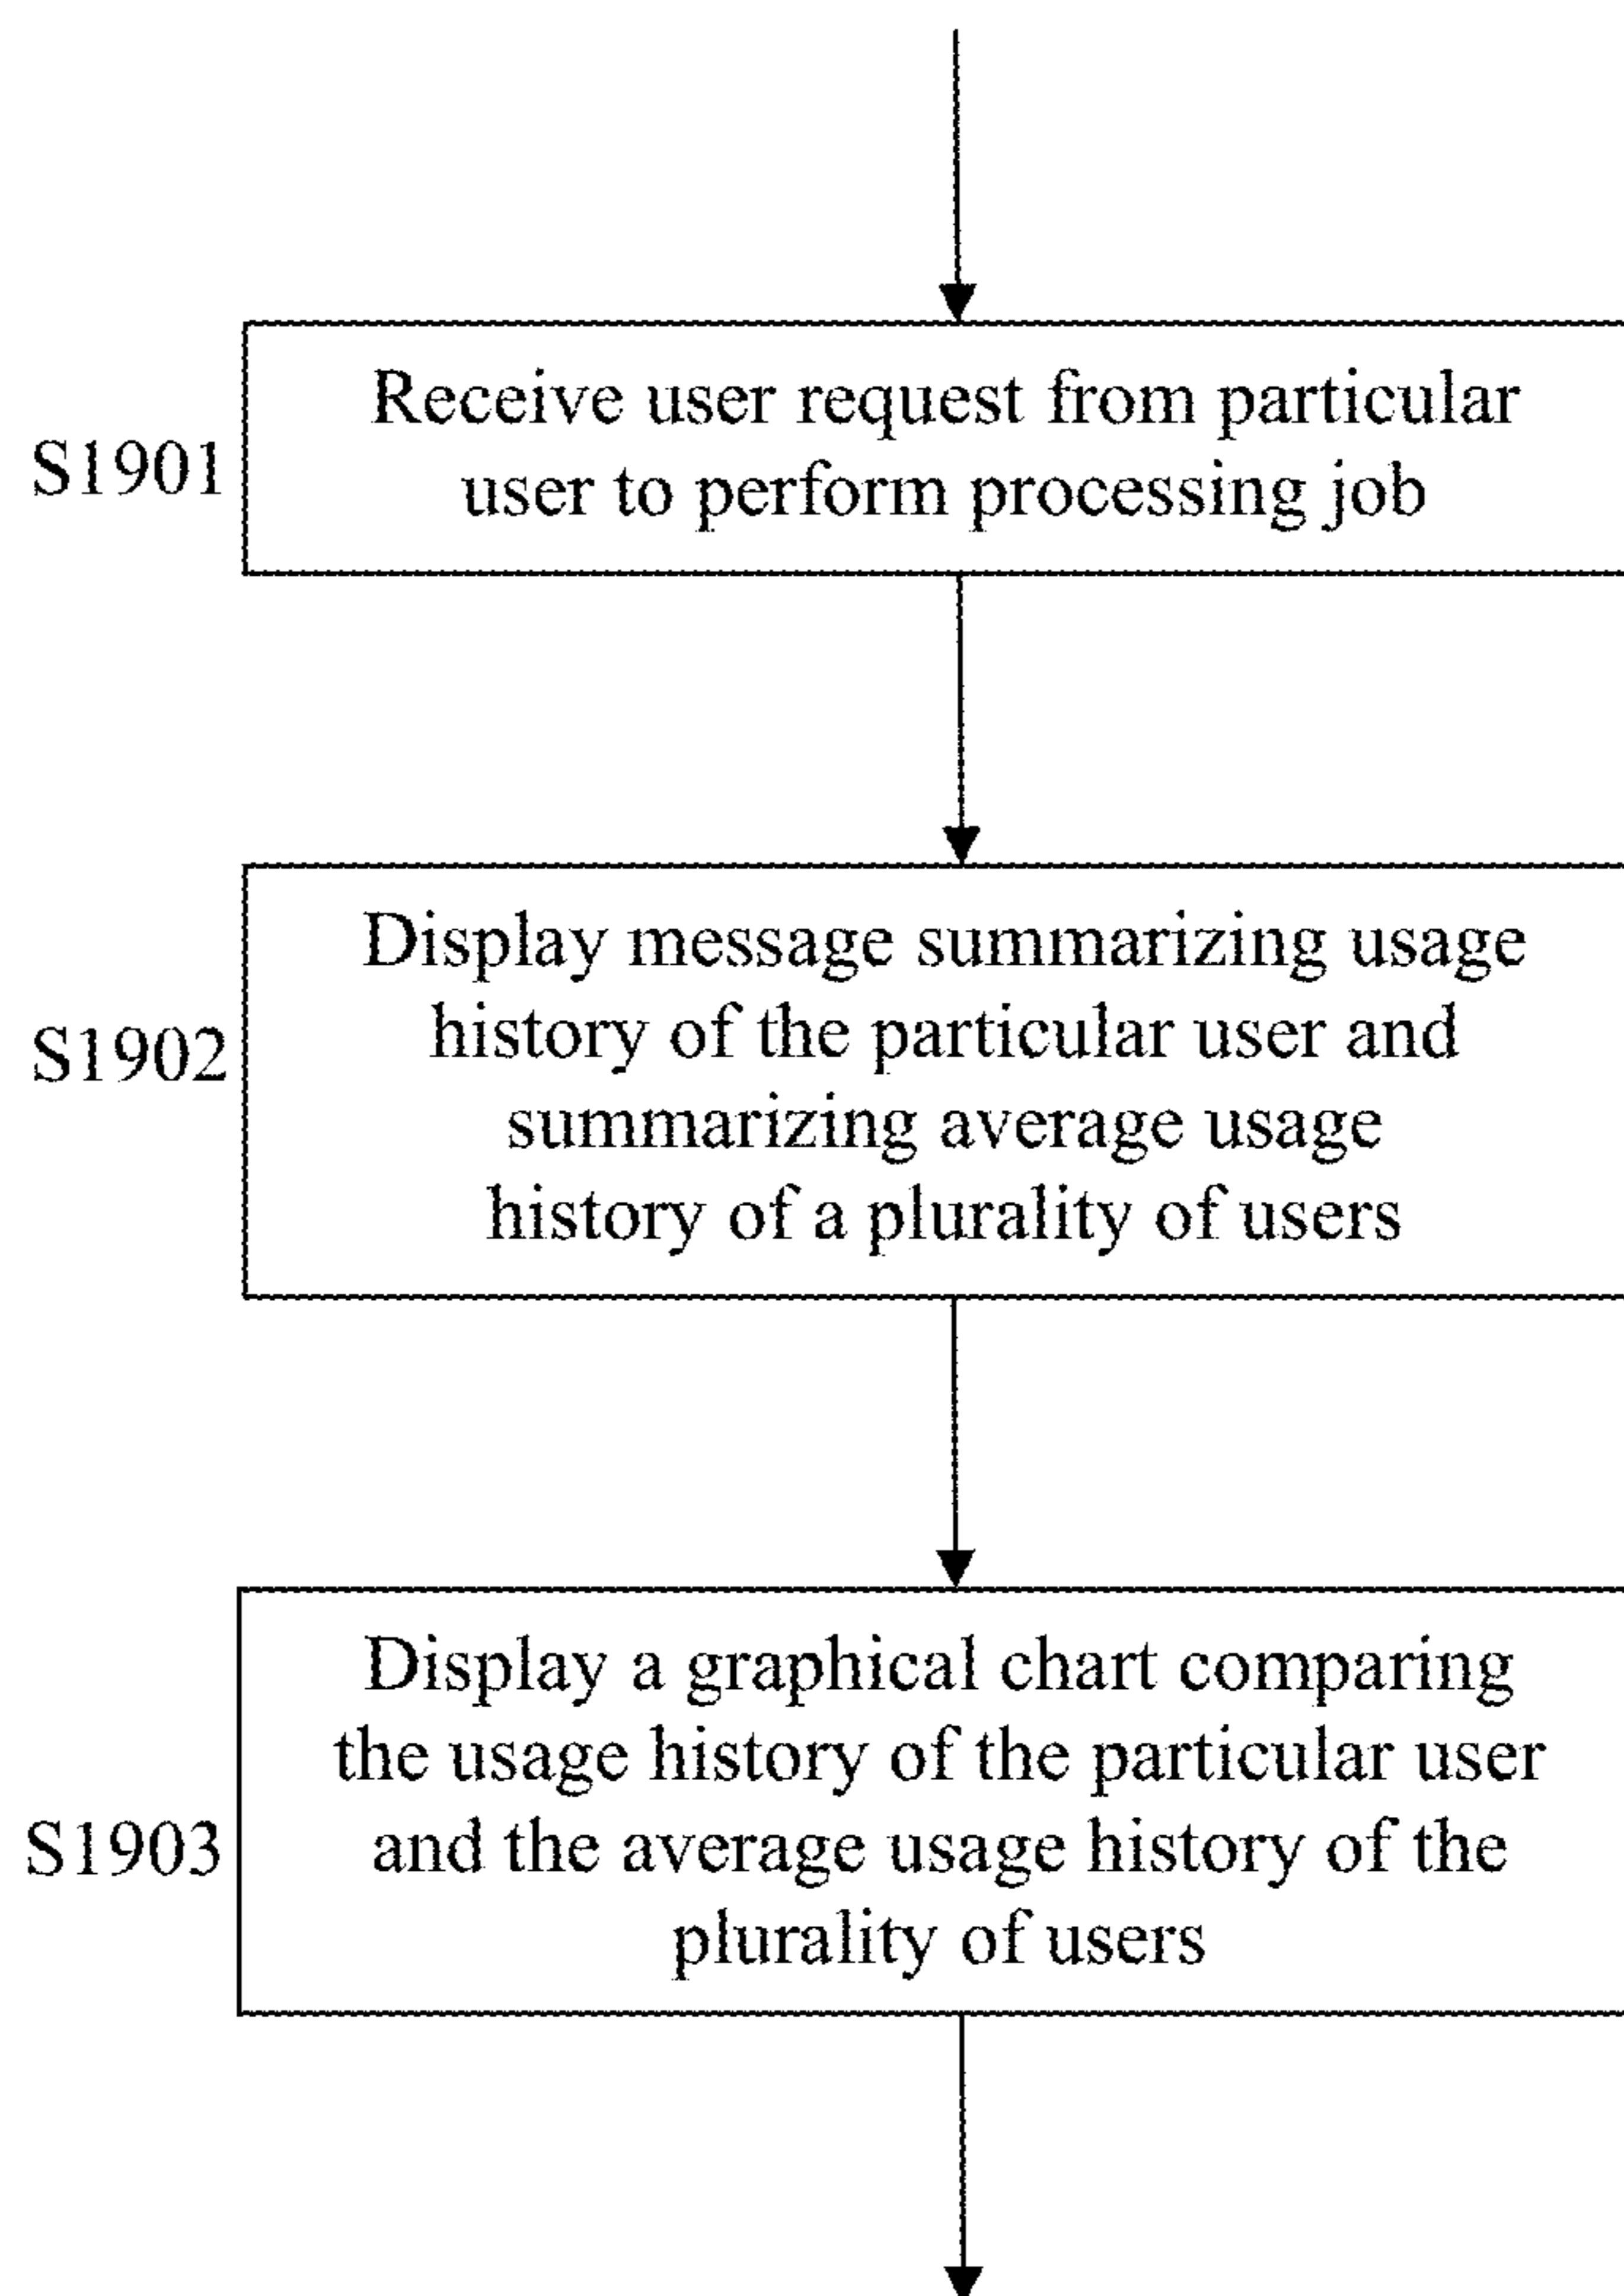 Receive user request from particular
S1901
user to perform processing job
Display message summarizing usage
history of the particular user and
S1902
summarizing average usage
history of a plurality of users
Display a graphical chart comparing
the usage history of the particular user
S1903
and the average usage history of the
plurality of users